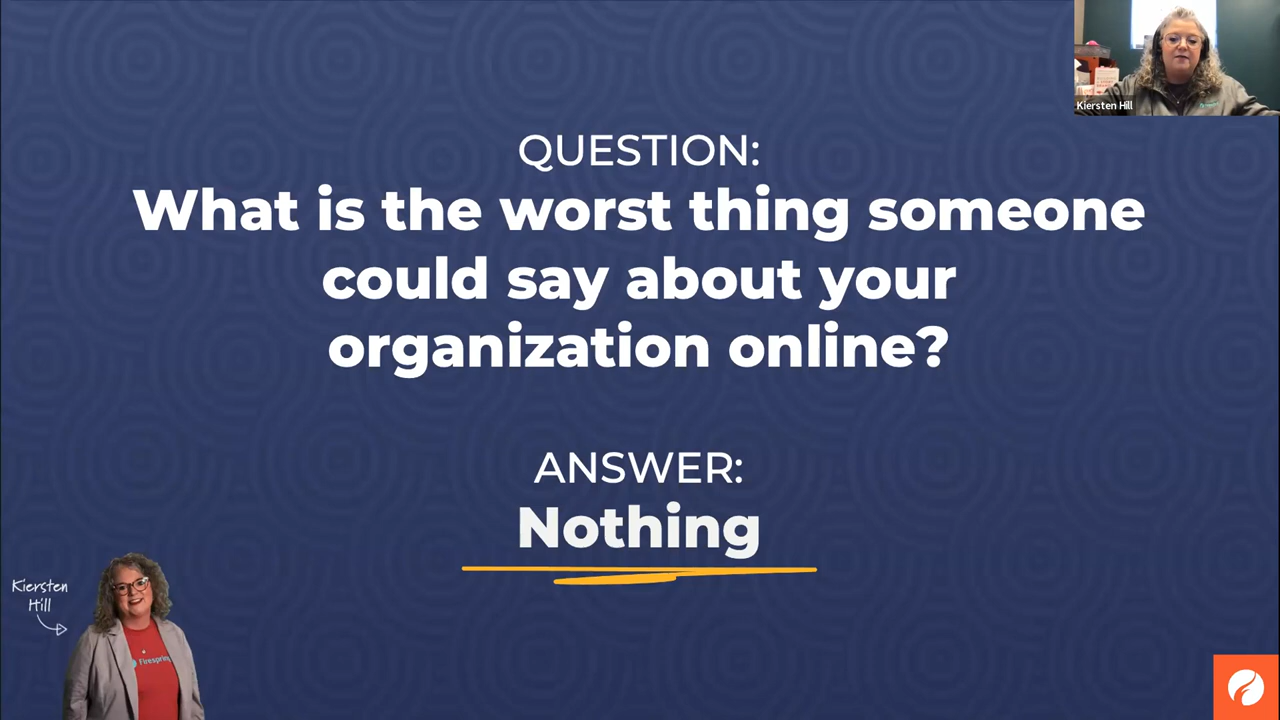 Kiersten Hill
QUESTION:
What is the worst thing someone
could say about your
organization online?
ANSWER:
Nothing
Kiersten
Hill
Firespring